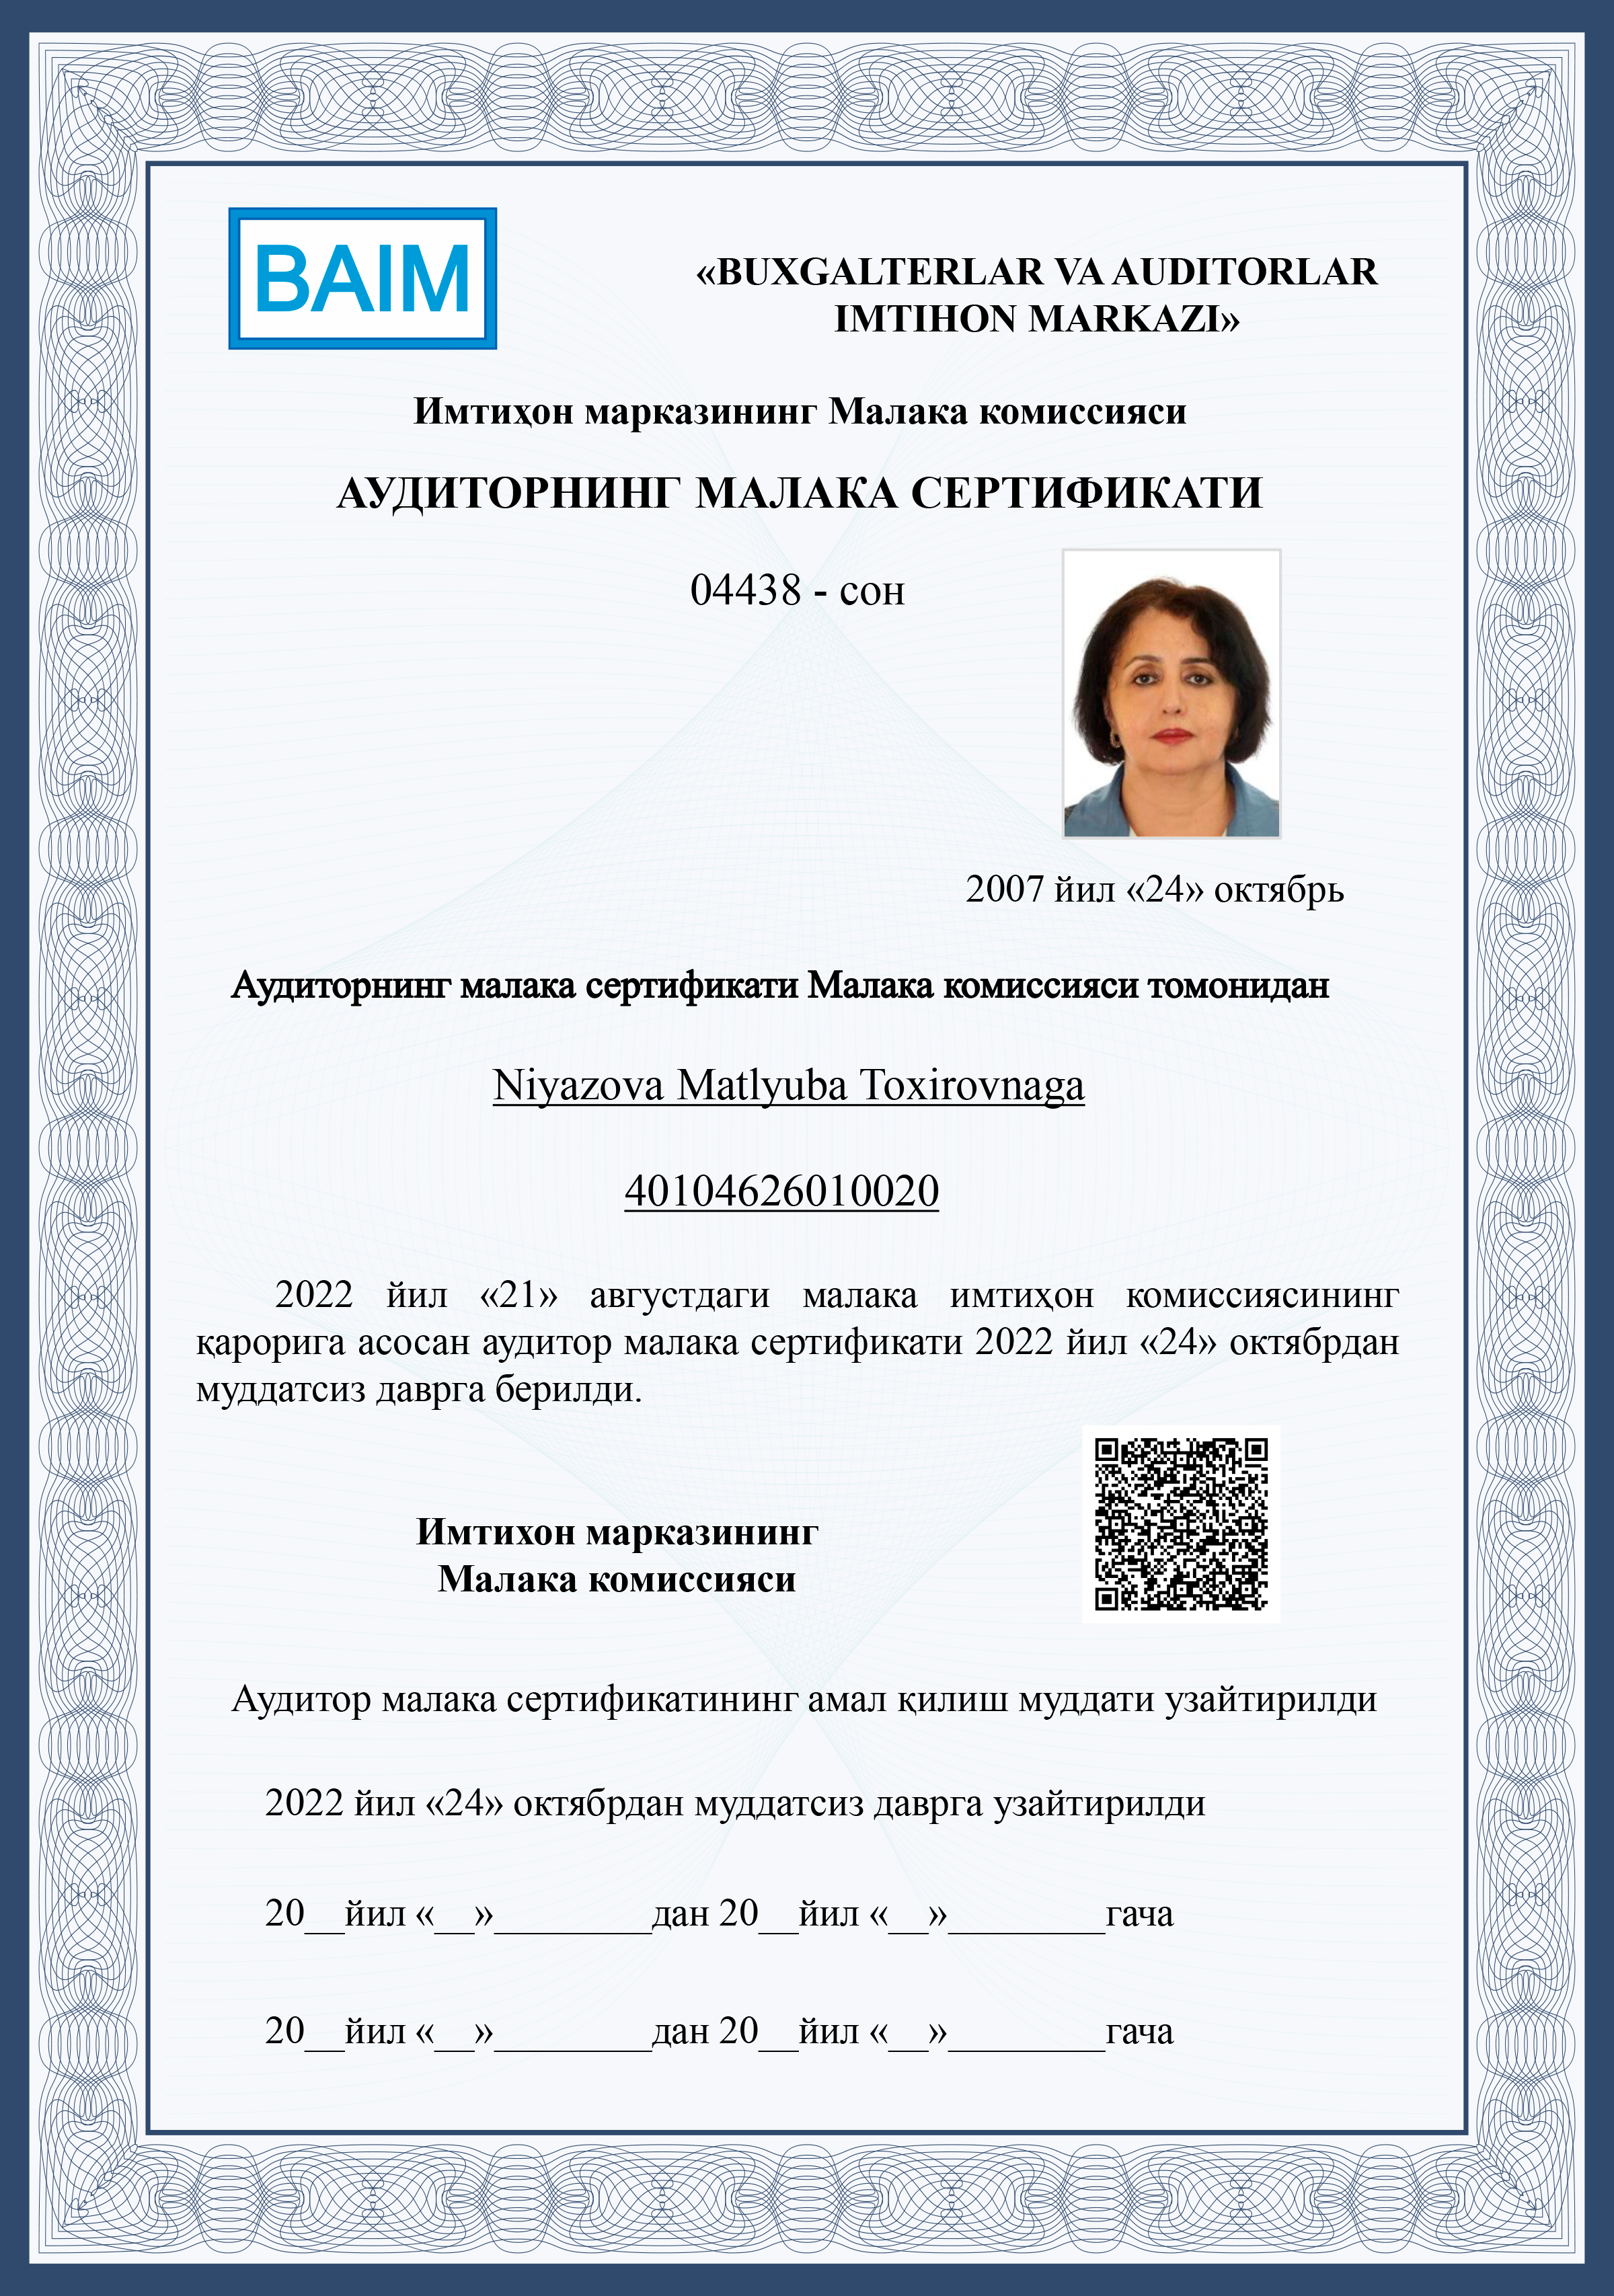 BAIM
«BUXGALTERLAR VA AUDITORLAR
IMTIHON MARKAZI»
Имтиҳон марказининг Малака комиссияси
АУДИТОРНИНГ МАЛАКА СЕРТИФИКАТИ
04438 - сон
2007 йил «24» октябрь
Аудиторнинг малака сертификати Малака комиссияси томонидан
Niyazova Matlyuba Toxirovnaga
40104626010020
2022 йил «21» августдаги малака имтиҳон комиссиясининг
қарорига асосан аудитор малака сертификати 2022 йил «24» октябрдан
муддатсиз даврга берилди.
Имтихон марказининг
Малака комиссияси
Аудитор малака сертификатининг амал қилиш муддати узайтирилди
2022 йил «24» октябрдан муддатсиз даврга узайтирилди
20__йил «__»________дан 20__йил «__»________гача
20__йил «__»________дан 20__йил «__»________гача